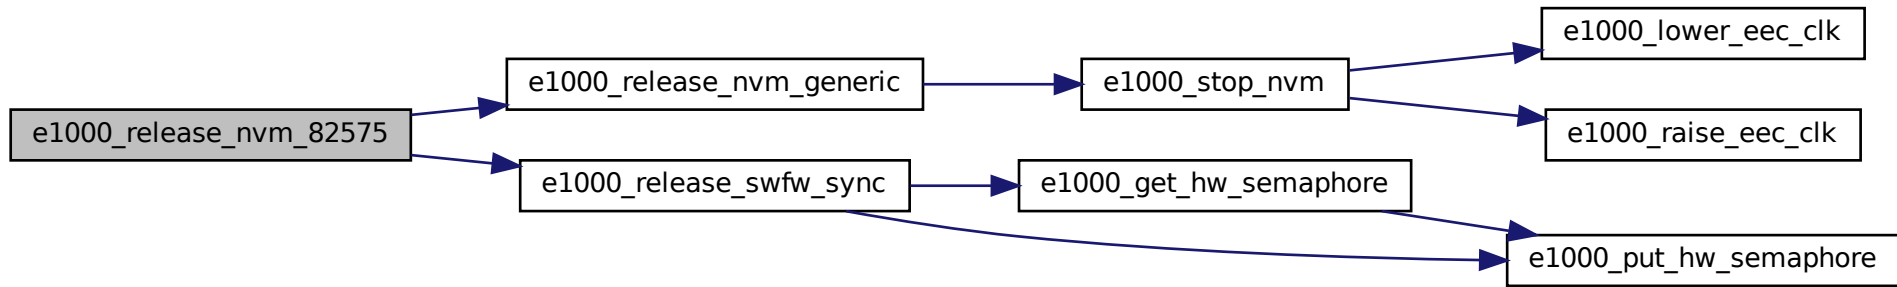 e1000_release_nvm_82575
e1000_release_nvm_generic
e1000_stop_nvm
e1000_lower_eec_clk
e1000_raise_eec_clk
e1000_release_swfw_sync
e1000_get_hw_semaphore
e1000_put_hw_semaphore